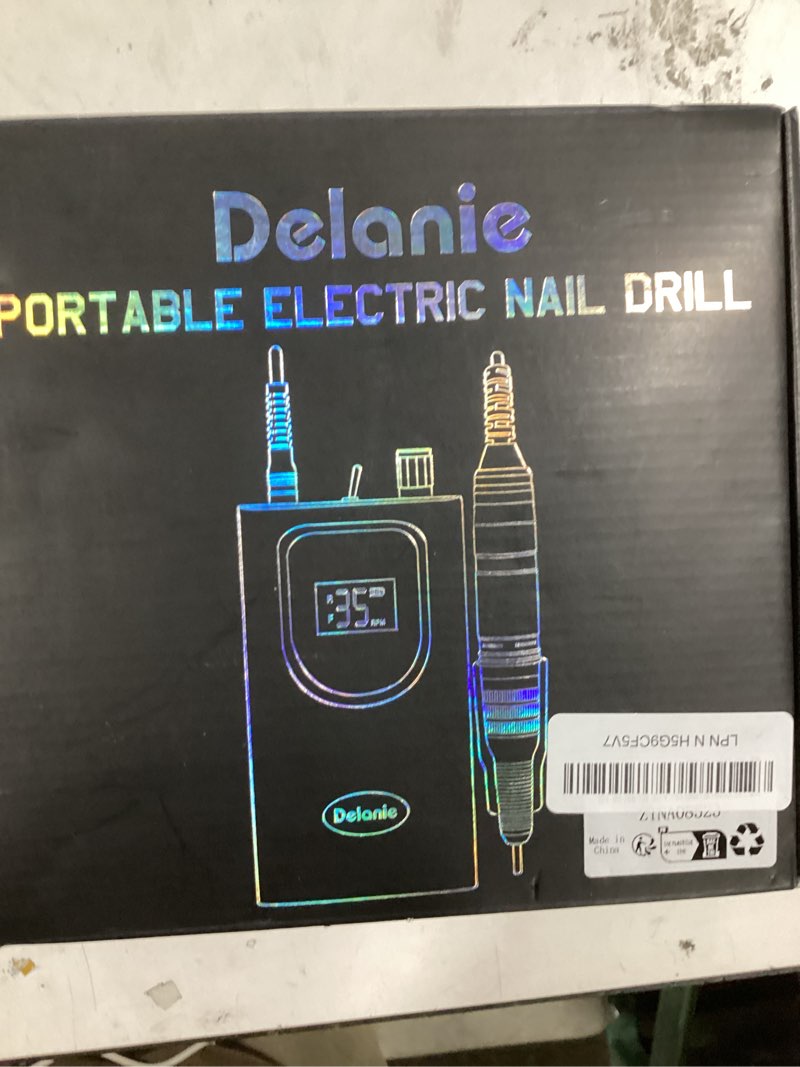 Delanie
PORTABLE ELECTRIC NAIL DRILL
35
RPM
Delanie
LPN N H5G9CF5V7
Made in
China